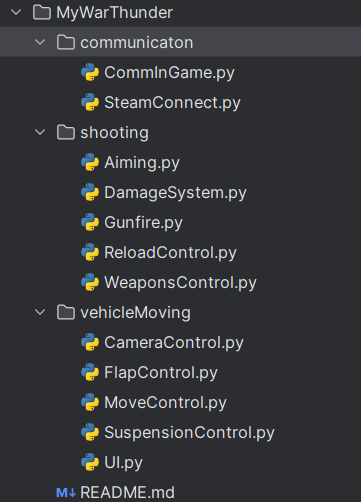 MyWarThunder
communicaton
CommInGame.py
SteamConnect.py
shooting
Aiming.py
DamageSystem.py
Gunfire.py
ReloadControl.py
WeaponsControl.py
vehicleMoving
CameraControl.py
FlapControl.py
MoveControl.py
SuspensionControl.py
UI.py
M↓ README.md